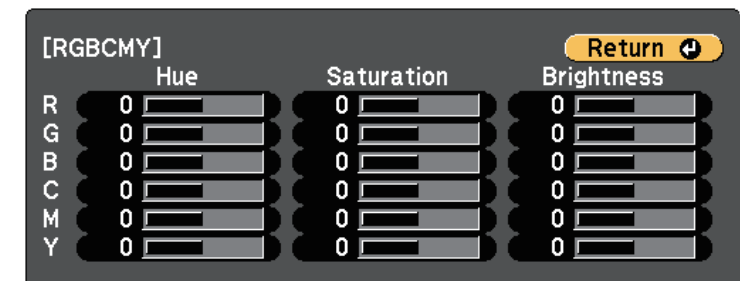 [RGBCMY] Return
Hue Saturation Brightness
R 0 0 0
G 0 0 0
B 0 0 0
C 0 0 0
M 0 0 0
Y 0 0 0